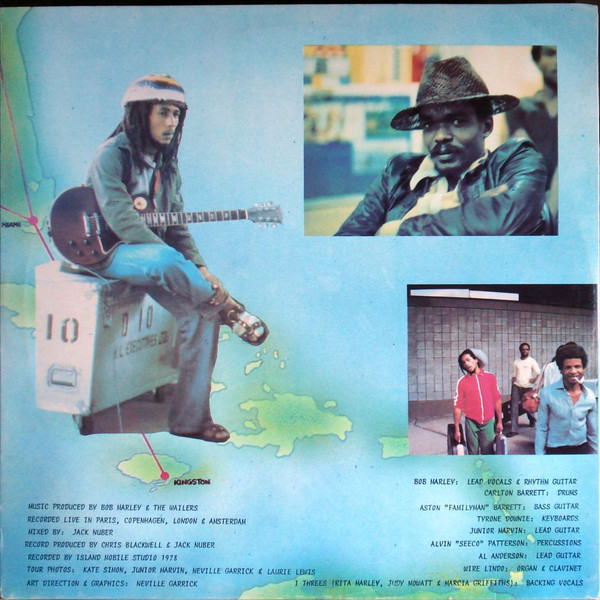 MIAMI
10
D 10
KINGSTON
MUSIC PRODUCED BY BOB MARLEY & THE WAILERS
RECORDED LIVE IN PARIS, COPENHAGEN, LONDON & AMSTERDAM
MIXED BY: JACK NUBER
RECORD PRODUCED BY CHRIS BLACKWELL & JACK NUBER
RECORDED BY ISLAND MOBILE STUDIO 1978
TOUR PHOTOS: KATE SIMON, JUNIOR MARVIN, NEVILLE GARRICK & LAURIE LEWIS
ART DIRECTION & GRAPHICS: NEVILLE GARRICK
BOB MARLEY: LEAD VOCALS & RHYTHN GUITAR
CARLTON BARRETT: DRUMS
ASTON "FAMILYMAN" BARRETT: BASS GUITAR
TYRONE DOWNIE: KEYBOARDS
JUNIOR MARVIN: LEAD GUITAR
ALVIN "SEECO" PATTERSON: PERCUSSIONS
AL ANDERSON: LEAD GUITAR
WIRE LINDO: ORGAN & CLAVINET
I THREES (RITA MARLEY, JUDY MOWATT & MARCIA GRIFFITHS): BACKING VOCALS